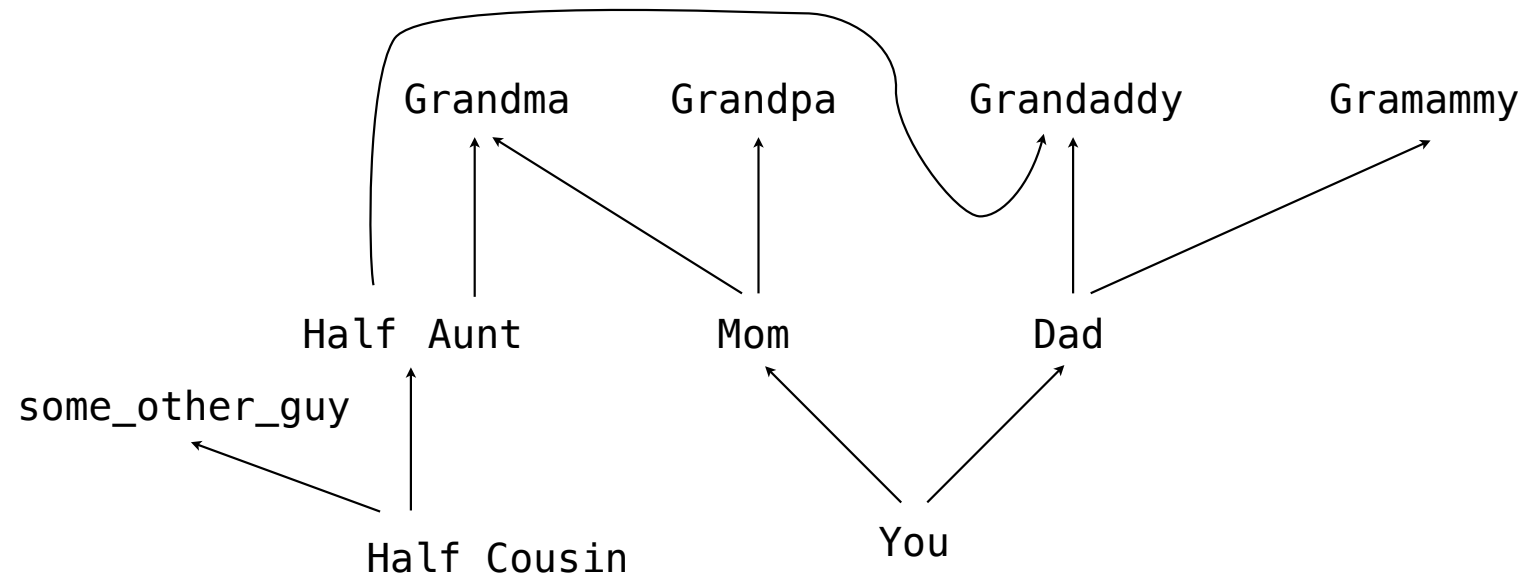 Grandma Grandpa Grandaddy Gramammy
Half Aunt Mom Dad
some_other_guy
You
Half Cousin